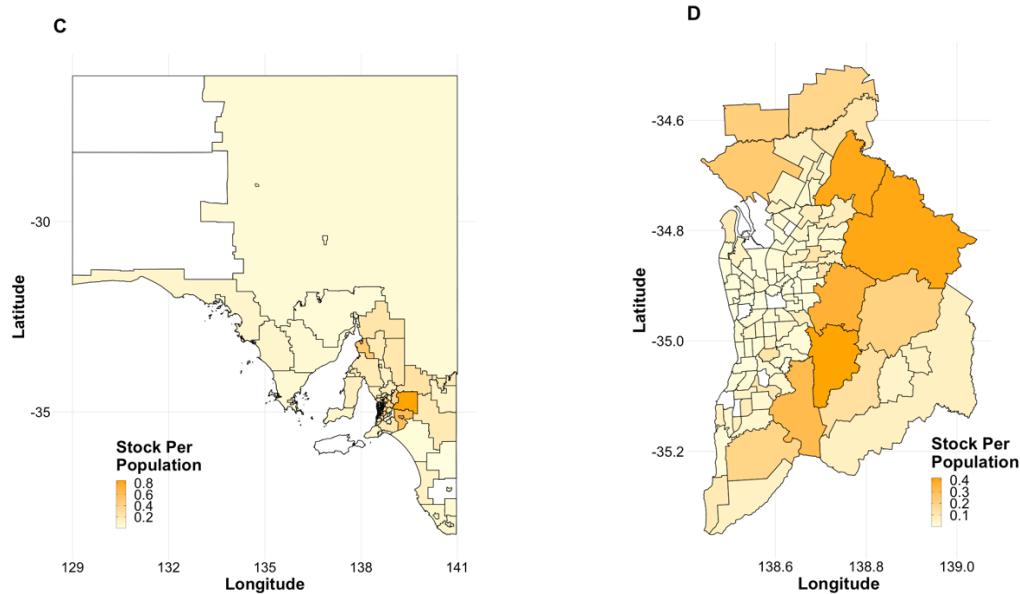 C
-30
-35
Latitude
129
132
135
138
141
Longitude
Stock Per
Population
0.8
0.6
0.4
0.2
D
-34.6
-34.8
-35.0
-35.2
Latitude
138.6
138.8
139.0
Longitude
Stock Per
Population
0.4
0.3
0.2
0.1